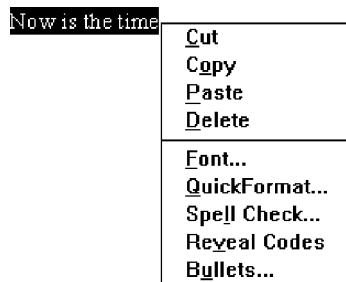 Now is the time
Cut
Copy
Paste
Delete
Font...
QuickFormat...
Spell Check...
Reveal Codes
Bullets...